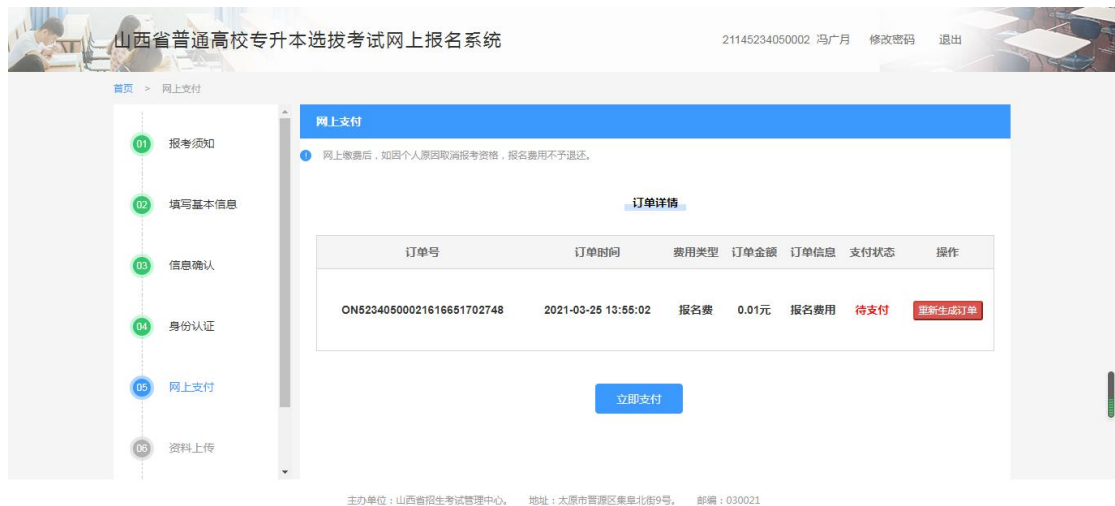 山西省普通高校专升本选拔考试网上报名系统
21145234050002 冯广月 修改密码 退出
首页 > 网上支付
01 报考须知
02 填写基本信息
03 信息确认
04 身份认证
05 网上支付
06 资料上传
网上支付
网上缴费后，如因个人原因取消报考资格，报名费用不予退还。
订单详情
订单号 订单时间 费用类型 订单金额 订单信息 支付状态 操作
ON52340500021616651702748 2021-03-25 13:55:02 报名费 0.01元 报名费用 待支付 重新生成订单
立即支付
主办单位：山西省招生考试管理中心。 地址：太原市晋源区集阜北街9号。 邮编：030021